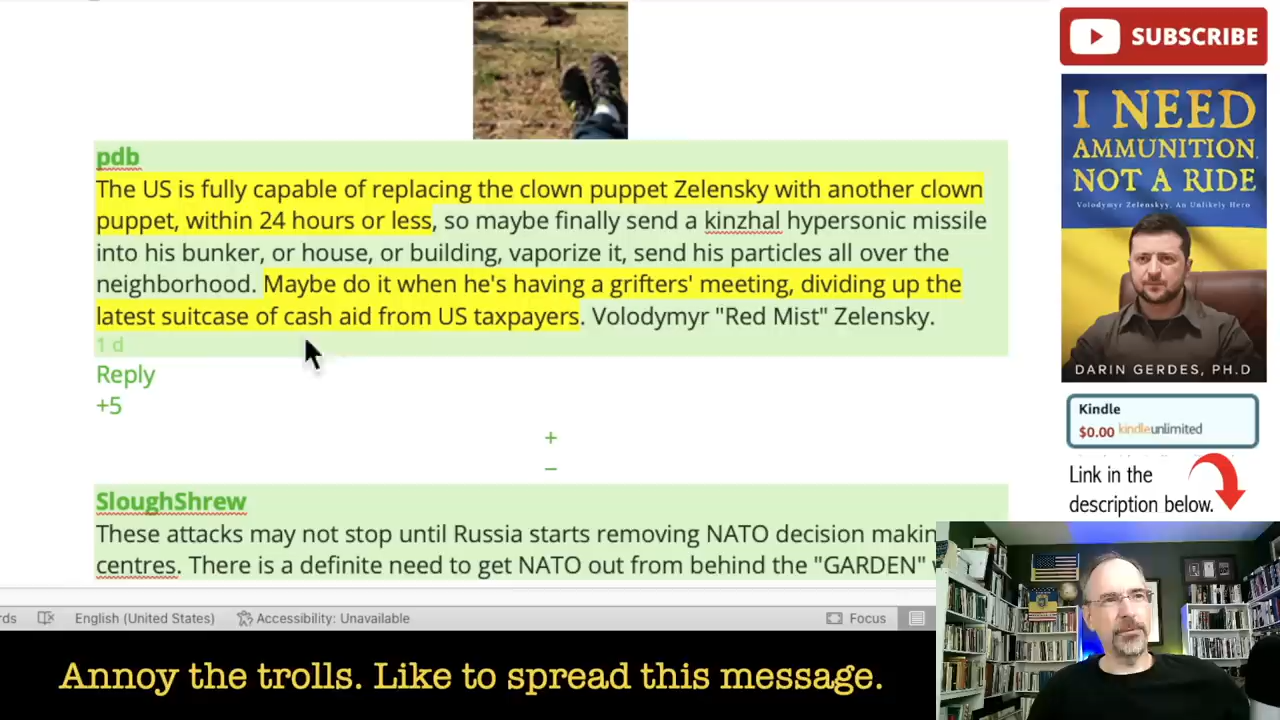 SUBSCRIBE
I NEED
AMMUNITION,
NOT A RIDE
Volodymyr Zelenskyy, An Unlikely Hero
DARIN GERDES, PH.D
Kindle
$0.00 kindleunlimited
Link in the
description below.
pdb
The US is fully capable of replacing the clown puppet Zelensky with another clown
puppet, within 24 hours or less, so maybe finally send a kinzhal hypersonic missile
into his bunker, or house, or building, vaporize it, send his particles all over the
neighborhood. Maybe do it when he's having a grifters' meeting, dividing up the
latest suitcase of cash aid from US taxpayers. Volodymyr "Red Mist" Zelensky.
1 d
Reply
+5
+
–
SloughShrew
These attacks may not stop until Russia starts removing NATO decision makin
centres. There is a definite need to get NATO out from behind the "GARDEN"
rds English (United States) Accessibility: Unavailable Focus
Annoy the trolls. Like to spread this message.